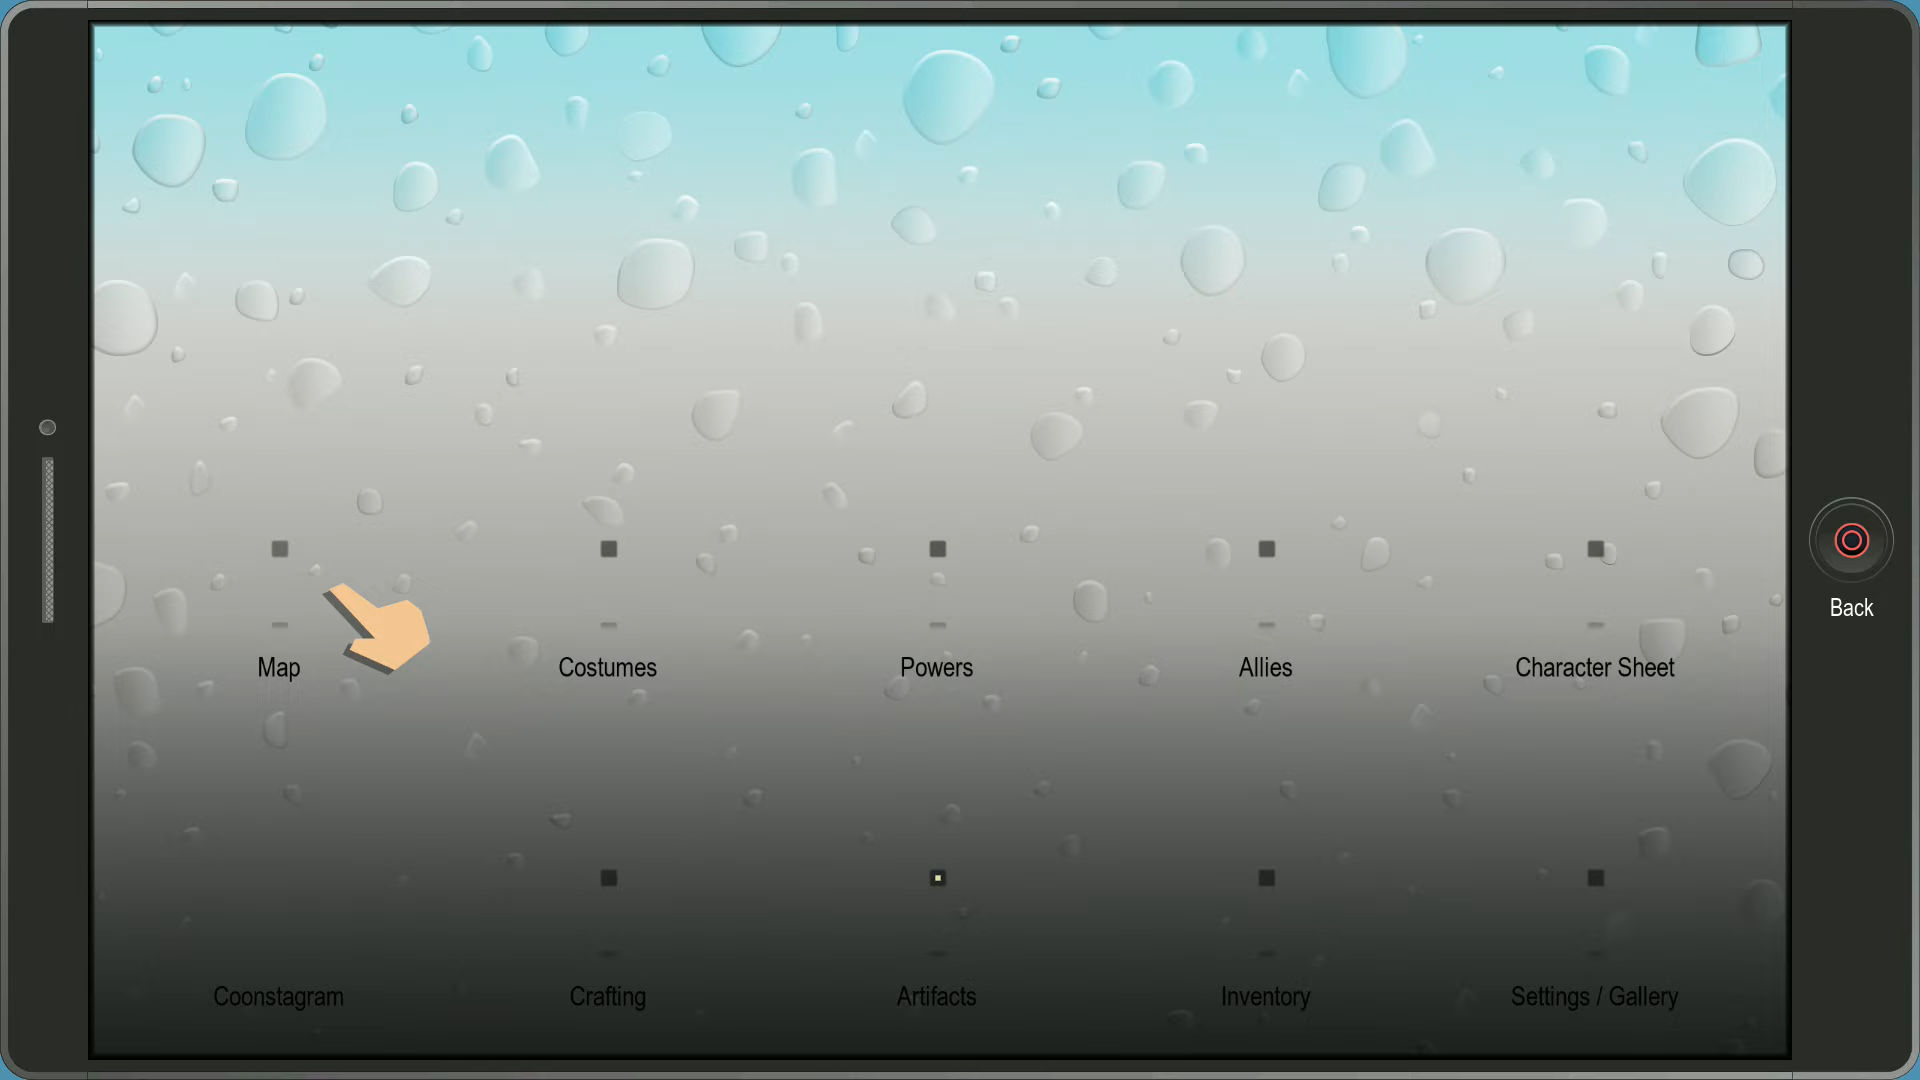 Back
Map
Costumes
Powers
Allies
Character Sheet
Coonstagram
Crafting
Artifacts
Inventory
Settings / Gallery